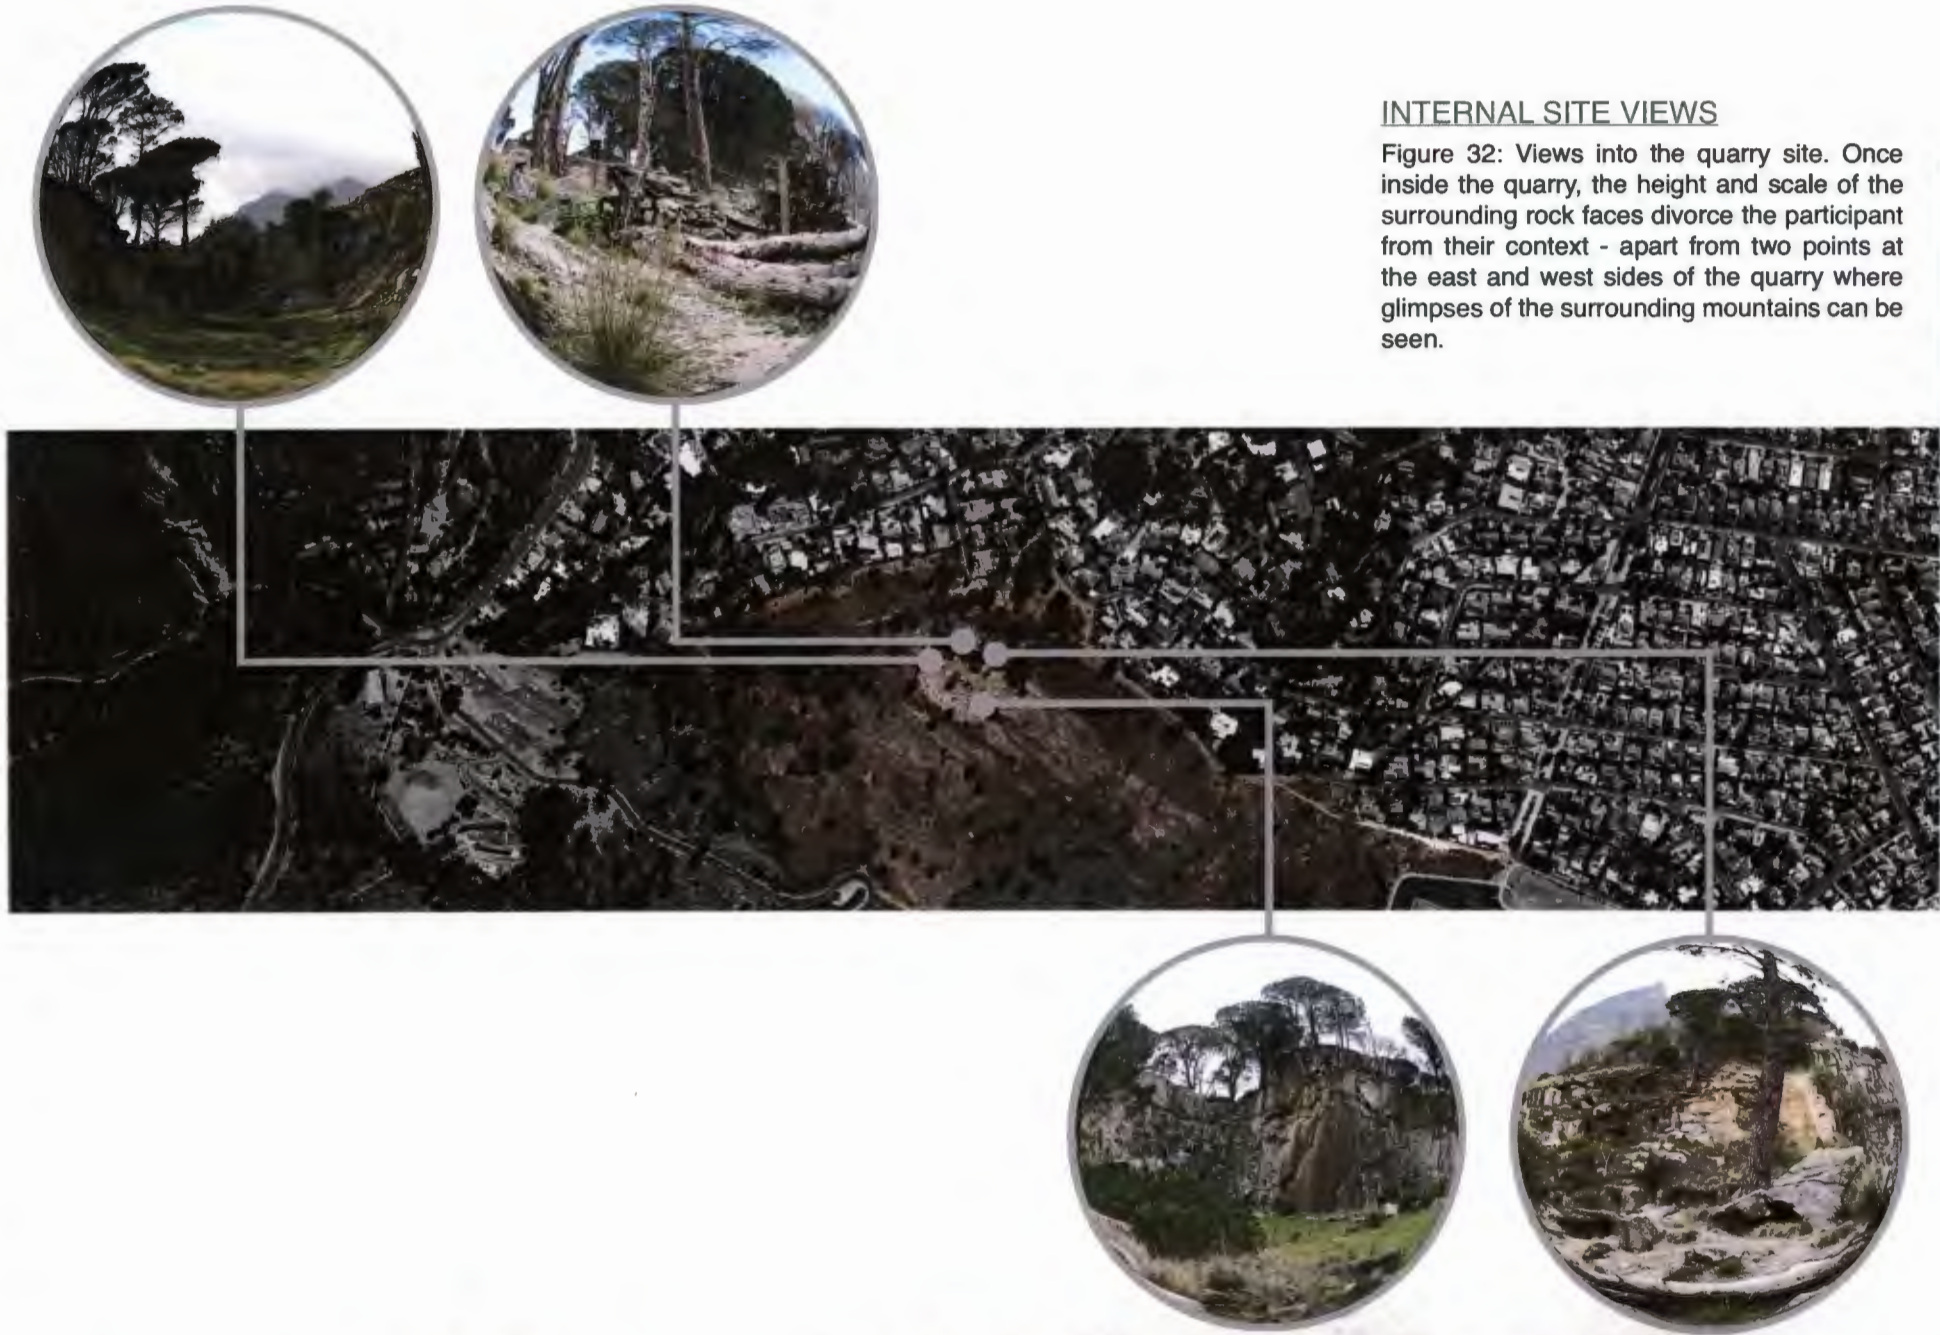 INTERNAL SITE VIEWS
Figure 32: Views into the quarry site. Once
inside the quarry, the height and scale of the
surrounding rock faces divorce the participant
from their context - apart from two points at
the east and west sides of the quarry where
glimpses of the surrounding mountains can be
seen.